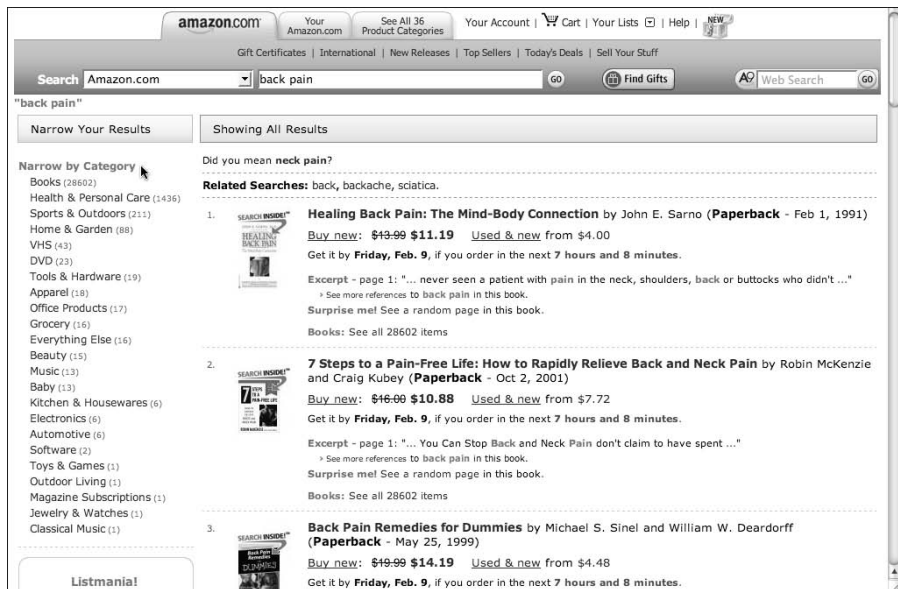 amazon.com
Your Amazon.com
See All 36 Product Categories
Your Account | Cart | Your Lists | Help | NEW
Gift Certificates | International | New Releases | Top Sellers | Today's Deals | Sell Your Stuff
Search Amazon.com back pain GO Find Gifts A9 Web Search GO
"back pain"
Narrow Your Results
Narrow by Category
Books (28602)
Health & Personal Care (1436)
Sports & Outdoors (211)
Home & Garden (88)
VHS (43)
DVD (23)
Tools & Hardware (19)
Apparel (18)
Office Products (17)
Grocery (16)
Everything Else (16)
Beauty (15)
Music (13)
Baby (13)
Kitchen & Housewares (6)
Electronics (6)
Automotive (6)
Software (2)
Toys & Games (1)
Outdoor Living (1)
Magazine Subscriptions (1)
Jewelry & Watches (1)
Classical Music (1)
Listmania!
Showing All Results
Did you mean neck pain?
Related Searches: back, backache, sciatica.
1.
SEARCH INSIDE!™
HEALING
BACK PAIN
Healing Back Pain: The Mind-Body Connection by John E. Sarno (Paperback - Feb 1, 1991)
Buy new: $13.99 $11.19 Used & new from $4.00
Get it by Friday, Feb. 9, if you order in the next 7 hours and 8 minutes.
Excerpt - page 1: "... never seen a patient with pain in the neck, shoulders, back or buttocks who didn't ..."
› See more references to back pain in this book.
Surprise me! See a random page in this book.
Books: See all 28602 items
2.
SEARCH INSIDE!™
7 STEPS
TO A
PAIN-FREE LIFE
7 Steps to a Pain-Free Life: How to Rapidly Relieve Back and Neck Pain by Robin McKenzie
and Craig Kubey (Paperback - Oct 2, 2001)
Buy new: $16.00 $10.88 Used & new from $7.72
Get it by Friday, Feb. 9, if you order in the next 7 hours and 8 minutes.
Excerpt - page 1: "... You Can Stop Back and Neck Pain don't claim to have spent ..."
› See more references to back pain in this book.
Surprise me! See a random page in this book.
Books: See all 28602 items
3.
SEARCH INSIDE!™
Back Pain
Remedies
DUMMIES
Back Pain Remedies for Dummies by Michael S. Sinel and William W. Deardorff
(Paperback - May 25, 1999)
Buy new: $19.99 $14.19 Used & new from $4.48
Get it by Friday, Feb. 9, if you order in the next 7 hours and 8 minutes.